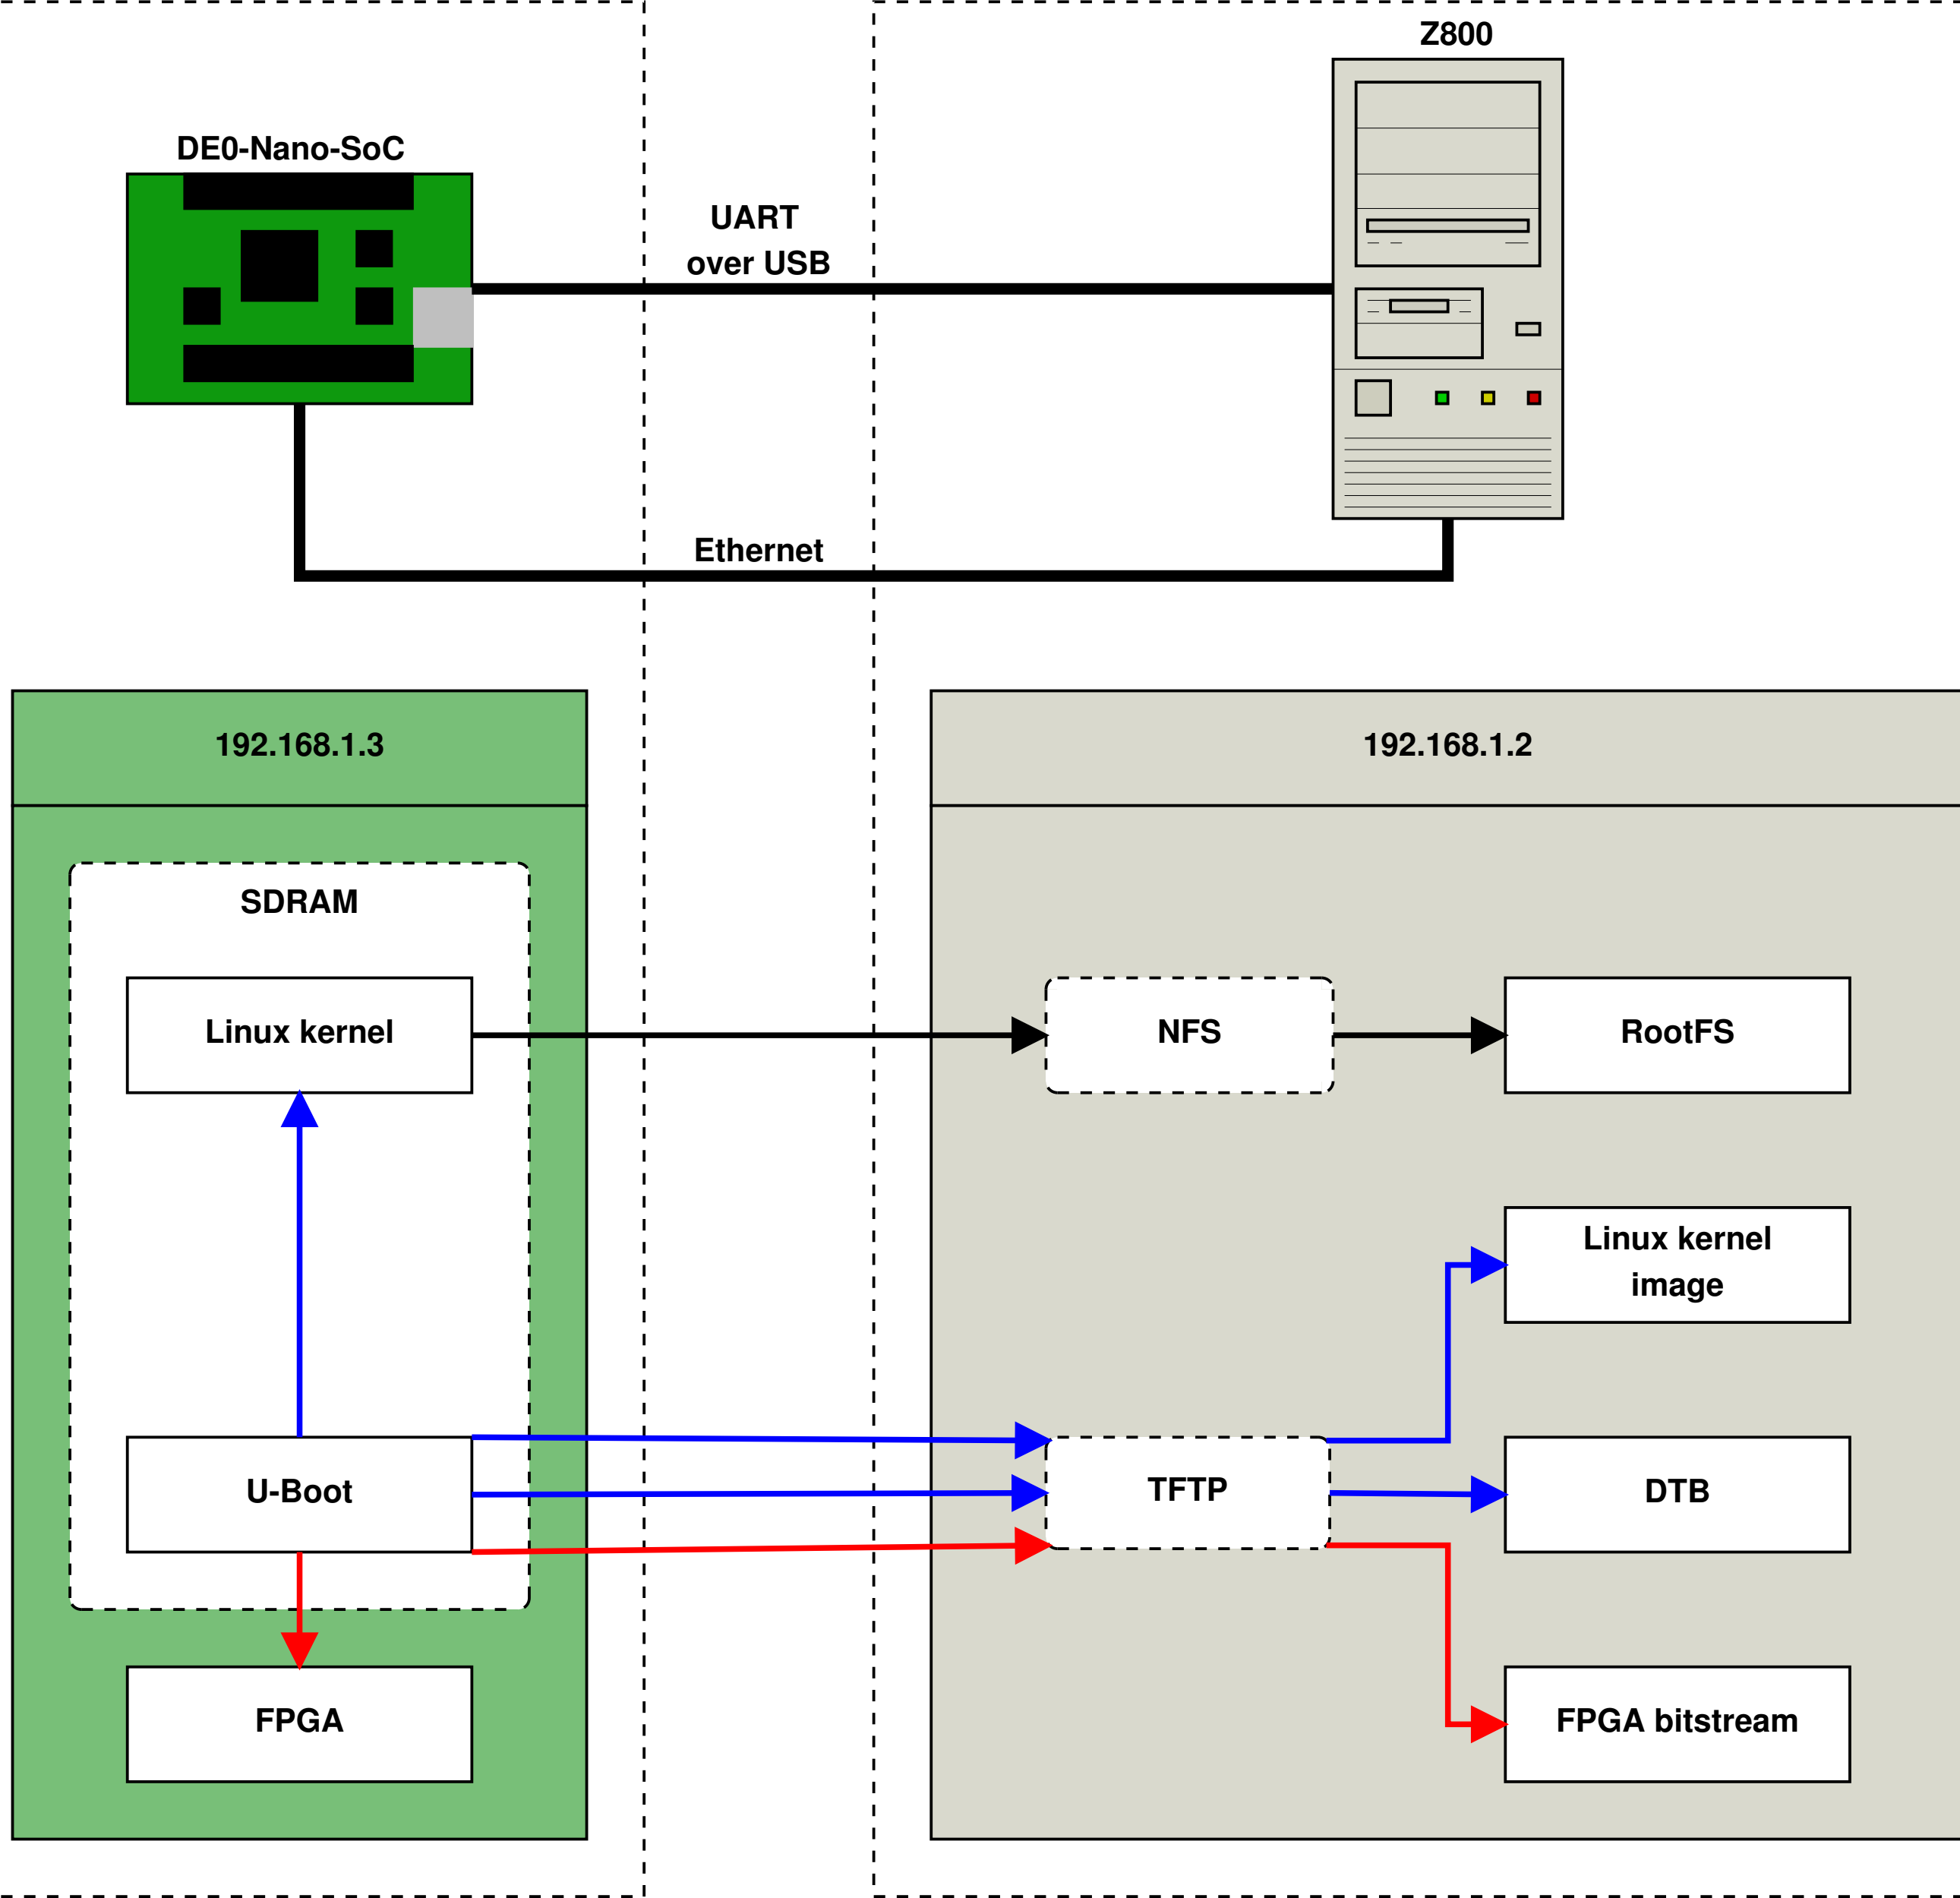 Z800
DE0-Nano-SoC
UART
over USB
Ethernet
192.168.1.3
192.168.1.2
SDRAM
Linux kernel
NFS
RootFS
Linux kernel
image
U-Boot
TFTP
DTB
FPGA
FPGA bitstream